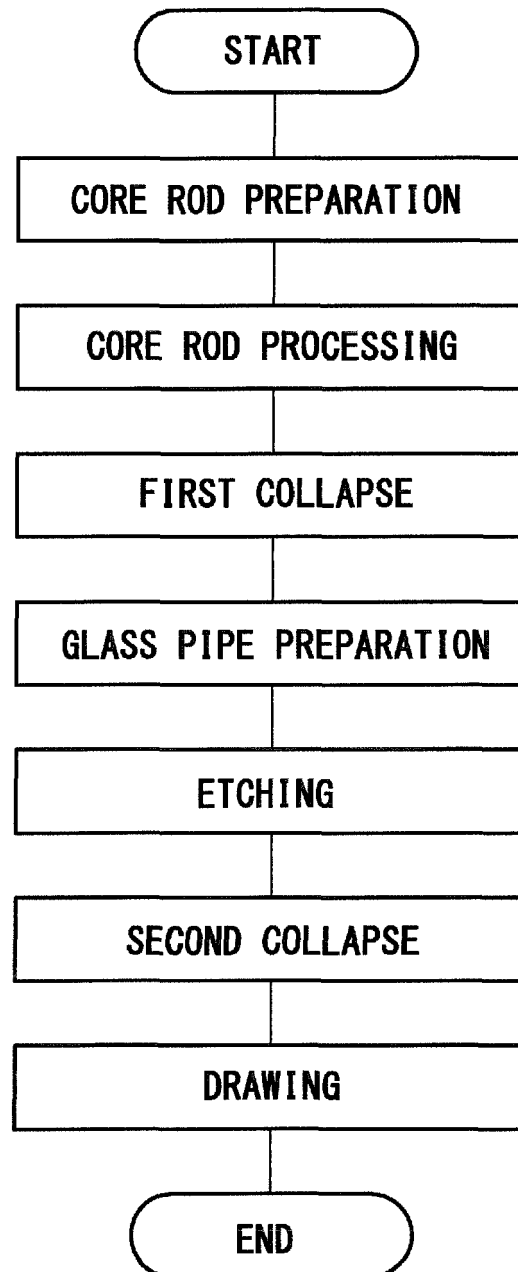 START
CORE ROD PREPARATION
CORE ROD PROCESSING
FIRST COLLAPSE
GLASS PIPE PREPARATION
ETCHING
SECOND COLLAPSE
DRAWING
END